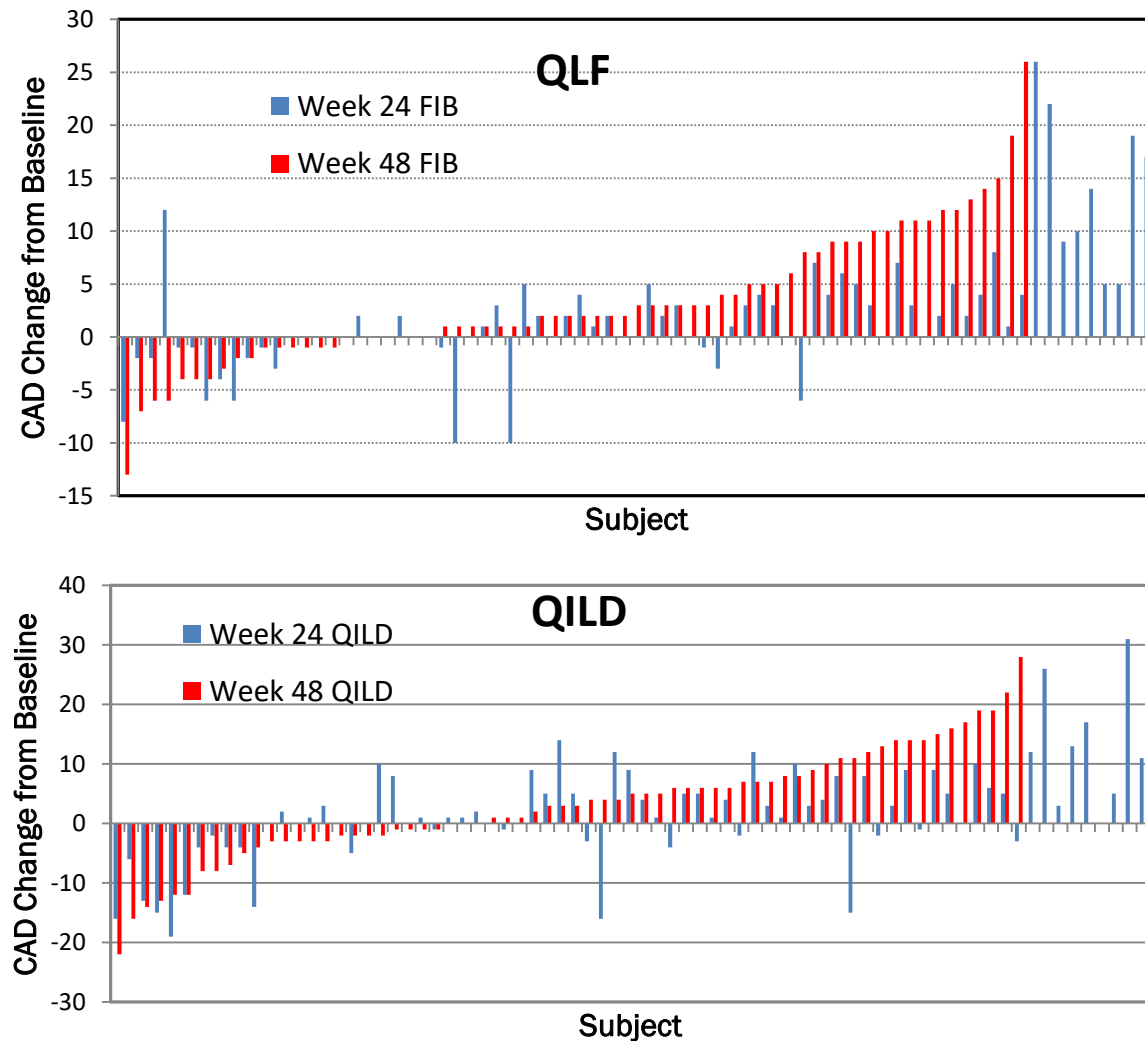 QLF
Week 24 FIB
Week 48 FIB
CAD Change from Baseline
30
25
20
15
10
5
0
-5
-10
-15
Subject
QILD
Week 24 QILD
Week 48 QILD
CAD Change from Baseline
40
30
20
10
0
-10
-20
-30
Subject